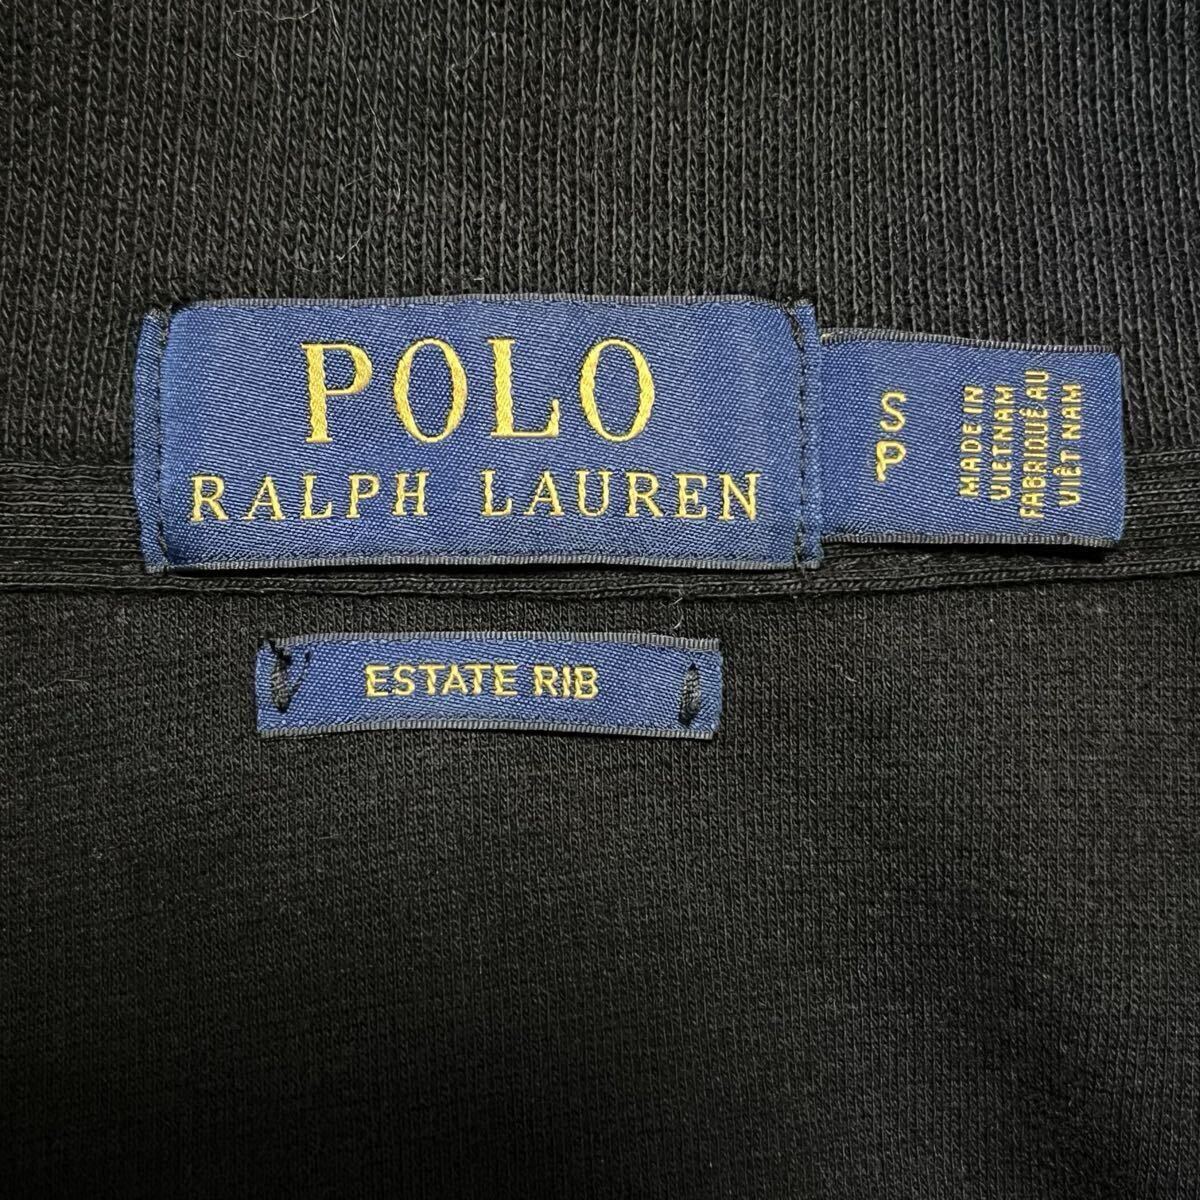 POLO
RALPH LAUREN
S
P
MADE IN
VIETNAM
FABRIQUÉ AU
VIÊT NAM
ESTATE RIB